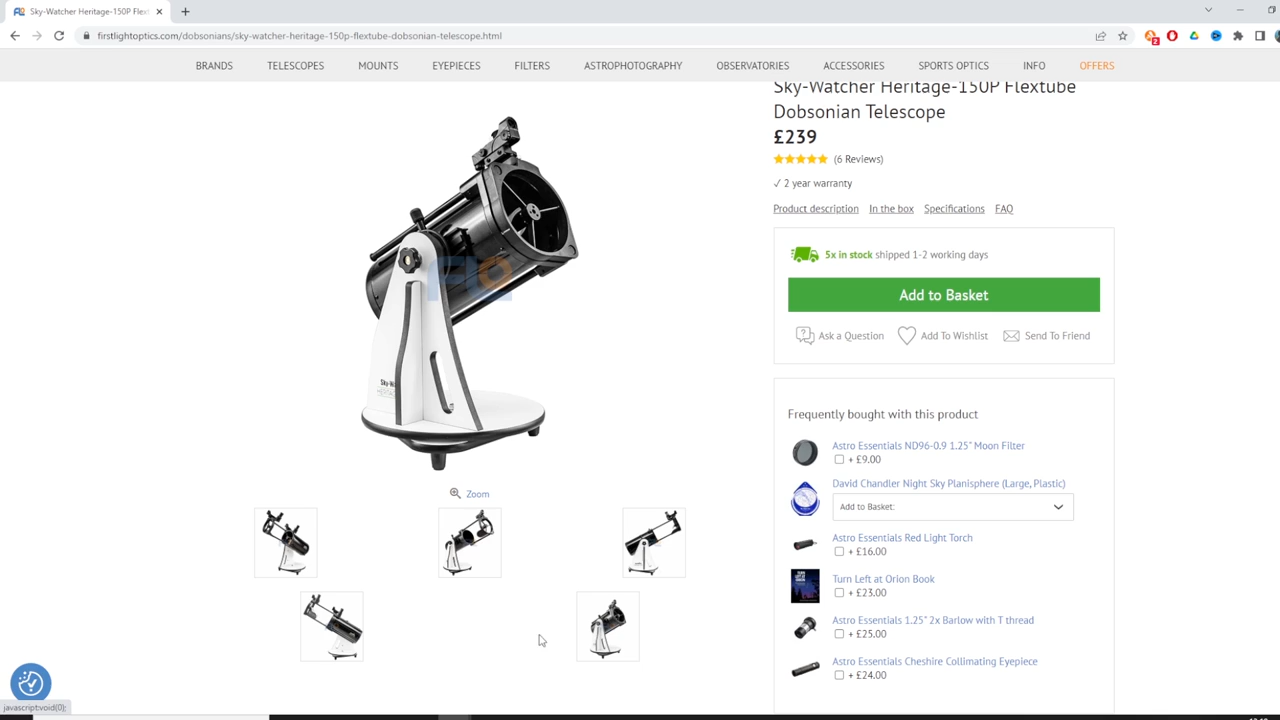 Sky-Watcher Heritage-150P Flext
firstlightoptics.com/dobsonians/sky-watcher-heritage-150p-flextube-dobsonian-telescope.html
2
BRANDS TELESCOPES MOUNTS EYEPIECES FILTERS ASTROPHOTOGRAPHY OBSERVATORIES ACCESSORIES SPORTS OPTICS INFO OFFERS
Sky-Watcher Heritage-150P Flextube
Dobsonian Telescope
£239
(6 Reviews)
✓ 2 year warranty
Product description In the box Specifications FAQ
5x in stock shipped 1-2 working days
Add to Basket
Ask a Question Add To Wishlist Send To Friend
FLO
Zoom
Frequently bought with this product
Astro Essentials ND96-0.9 1.25" Moon Filter
+ £9.00
David Chandler Night Sky Planisphere (Large, Plastic)
Add to Basket:
Astro Essentials Red Light Torch
+ £16.00
Turn Left at Orion Book
+ £23.00
Astro Essentials 1.25" 2x Barlow with T thread
+ £25.00
Astro Essentials Cheshire Collimating Eyepiece
+ £24.00
javascript:void(0);